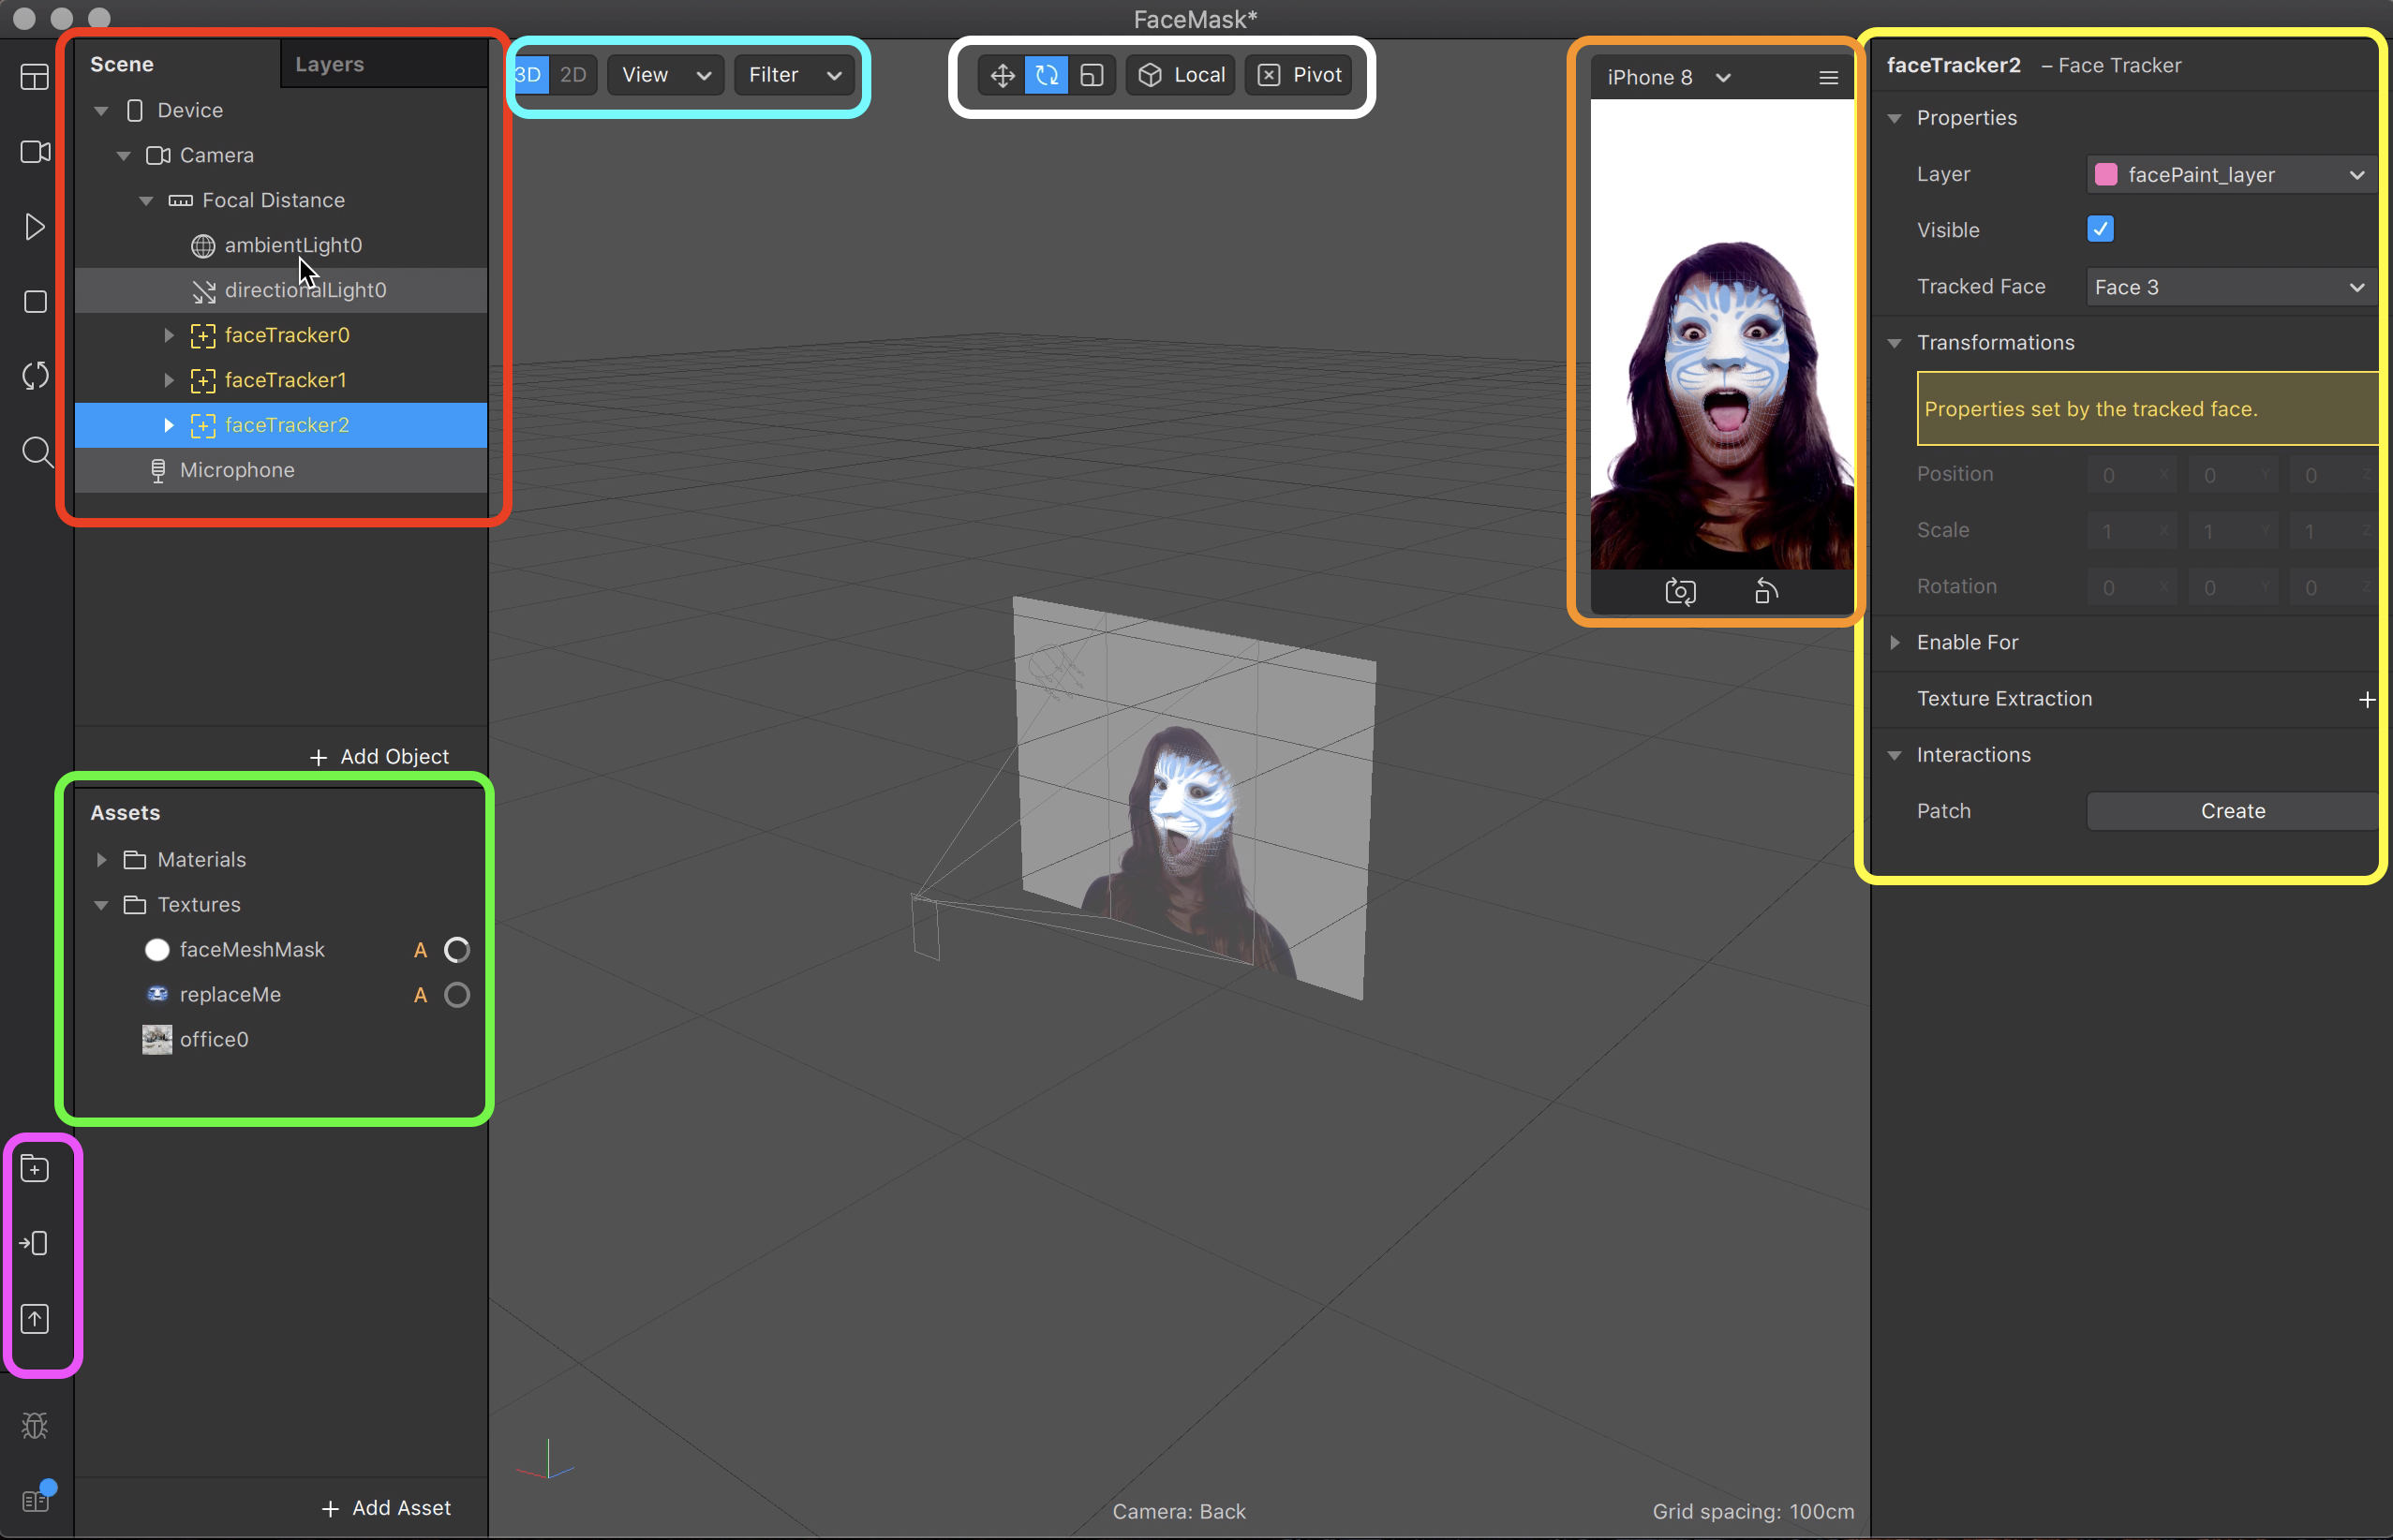 FaceMask*
Scene
Layers
Device
Camera
Focal Distance
ambientLight0
directionalLight0
faceTracker0
faceTracker1
faceTracker2
Microphone
+ Add Object
Assets
Materials
Textures
faceMeshMask A
replaceMe A
office0
+ Add Asset
3D 2D View Filter
Local Pivot
iPhone 8
Camera: Back
Grid spacing: 100cm
faceTracker2 – Face Tracker
Properties
Layer facePaint_layer
Visible
Tracked Face Face 3
Transformations
Properties set by the tracked face.
Position 0 X 0 Y 0 Z
Scale 1 X 1 Y 1 Z
Rotation 0 X 0 Y 0 Z
Enable For
Texture Extraction +
Interactions
Patch Create